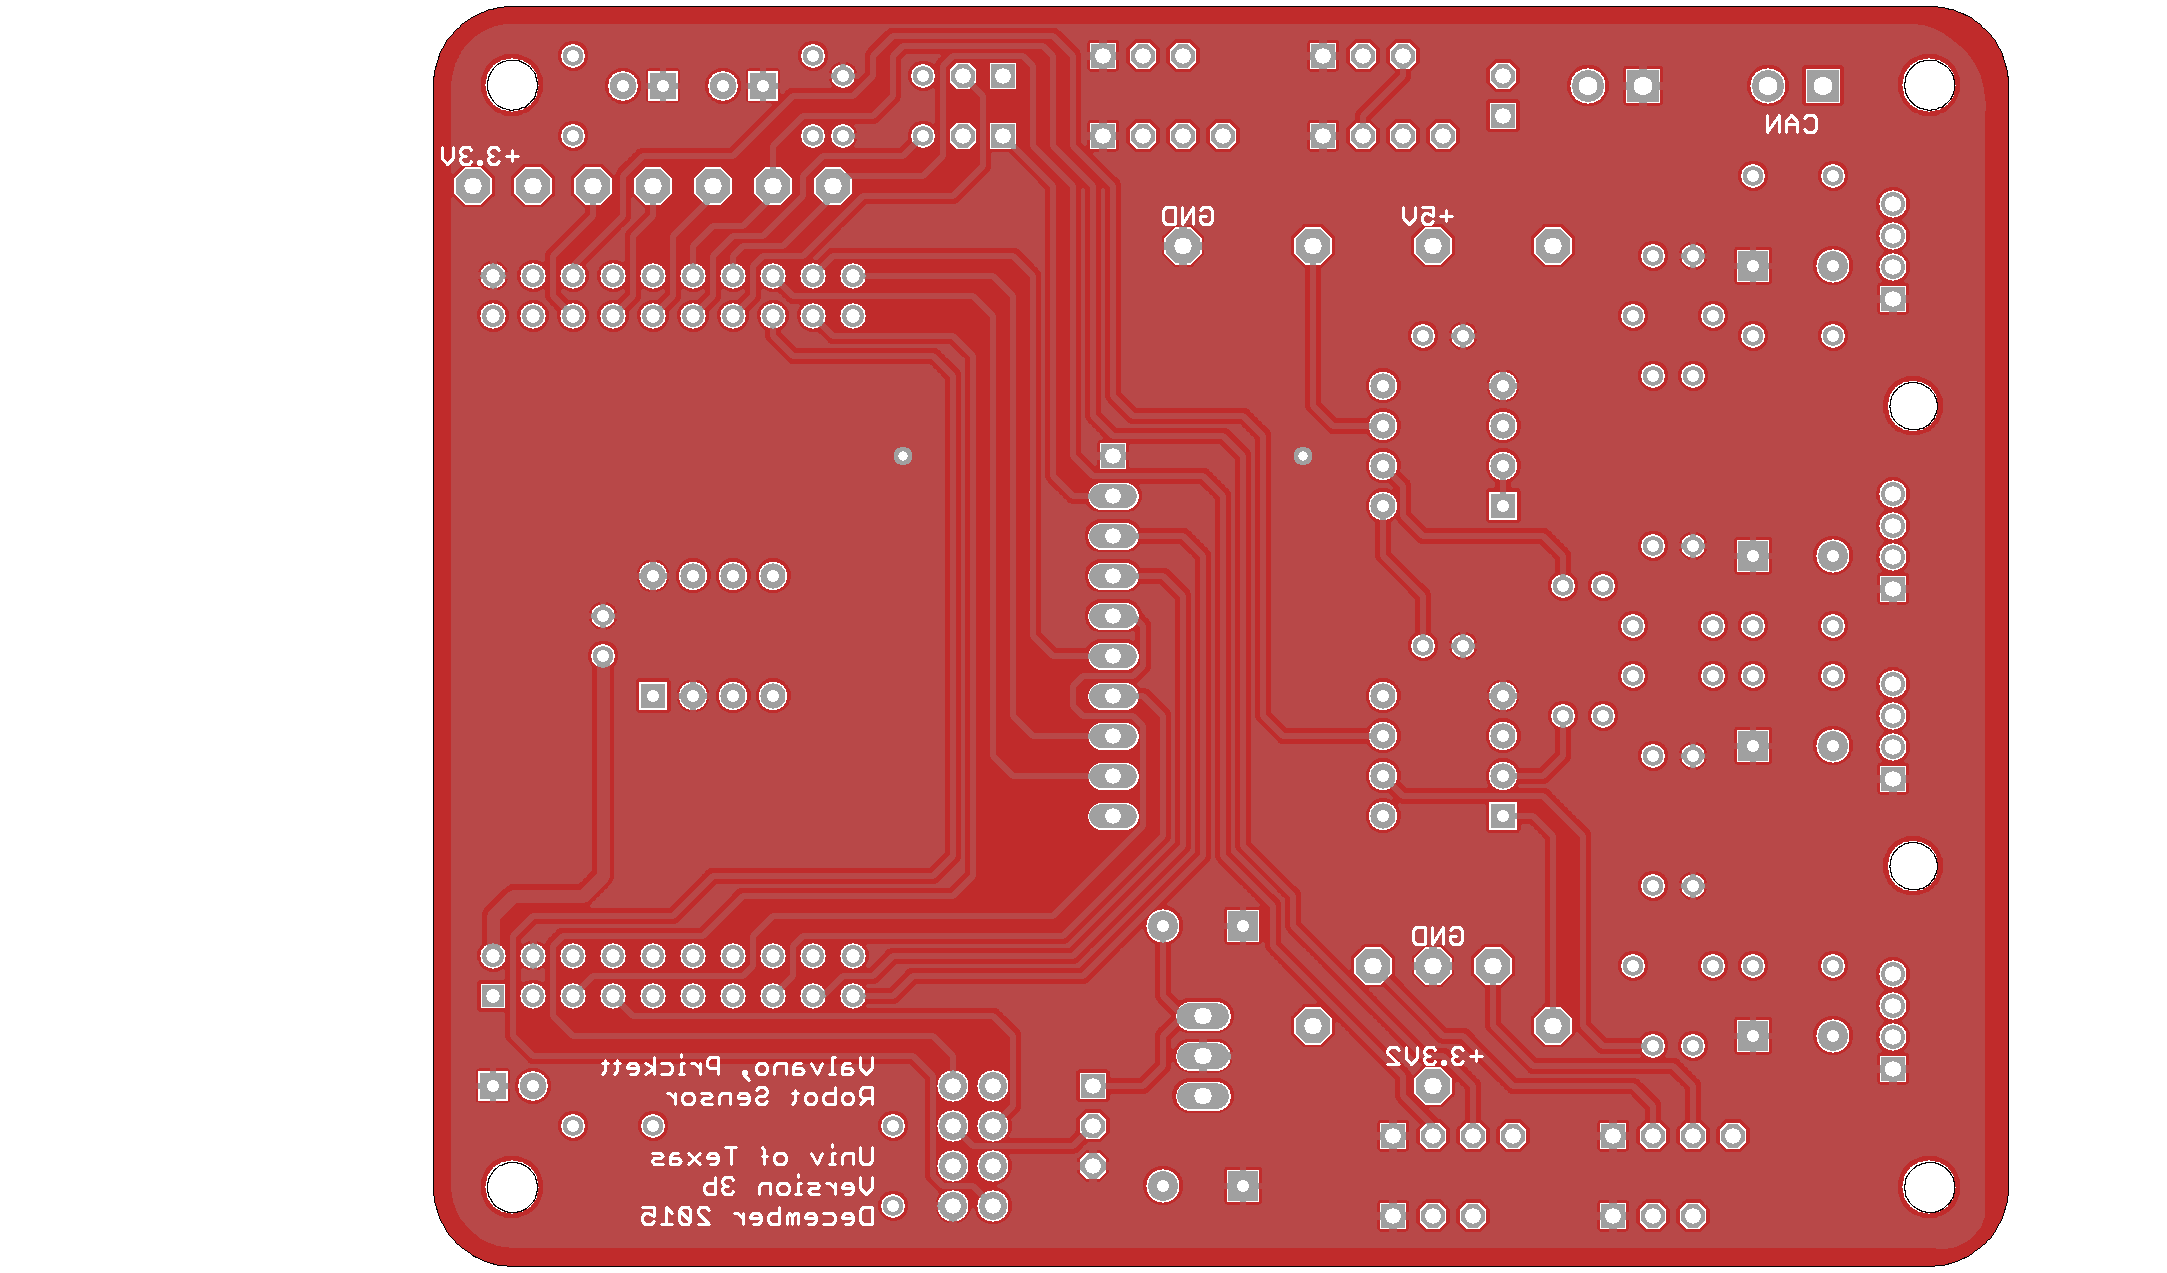 CAN
+3.3V
GND
+5V
GND
+3.3V2
Valvano, Prickett
Robot Sensor
Univ of Texas
Version 3b
December 2015